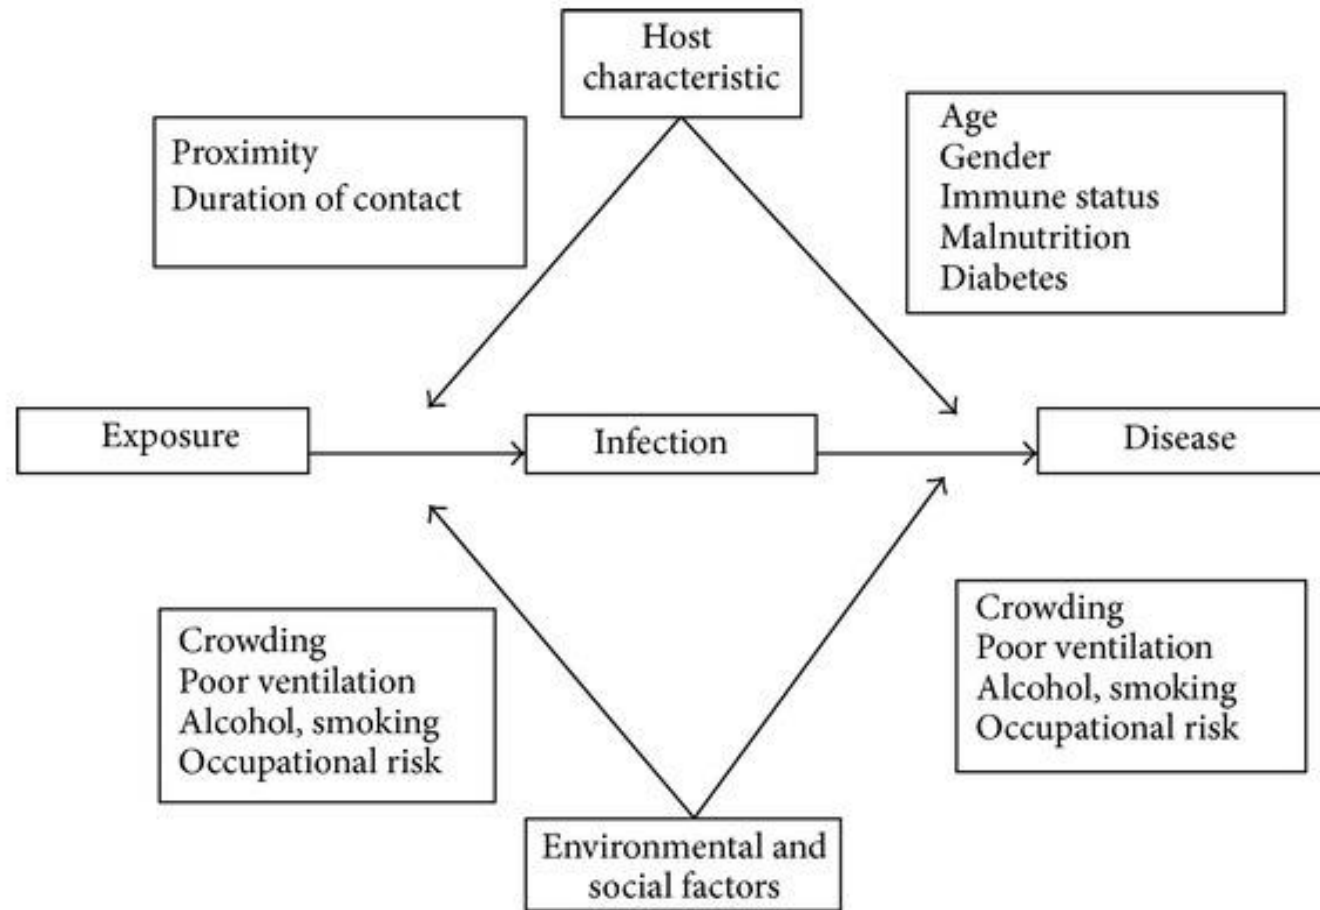 Host
characteristic
Proximity
Duration of contact
Age
Gender
Immune status
Malnutrition
Diabetes
Exposure
Infection
Disease
Crowding
Poor ventilation
Alcohol, smoking
Occupational risk
Crowding
Poor ventilation
Alcohol, smoking
Occupational risk
Environmental and
social factors